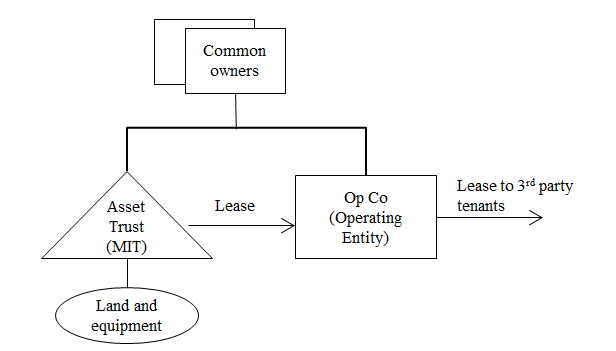 Common
owners
Asset
Trust
(MIT)
Lease
Op Co
(Operating
Entity)
Lease to 3rd party
tenants
Land and
equipment